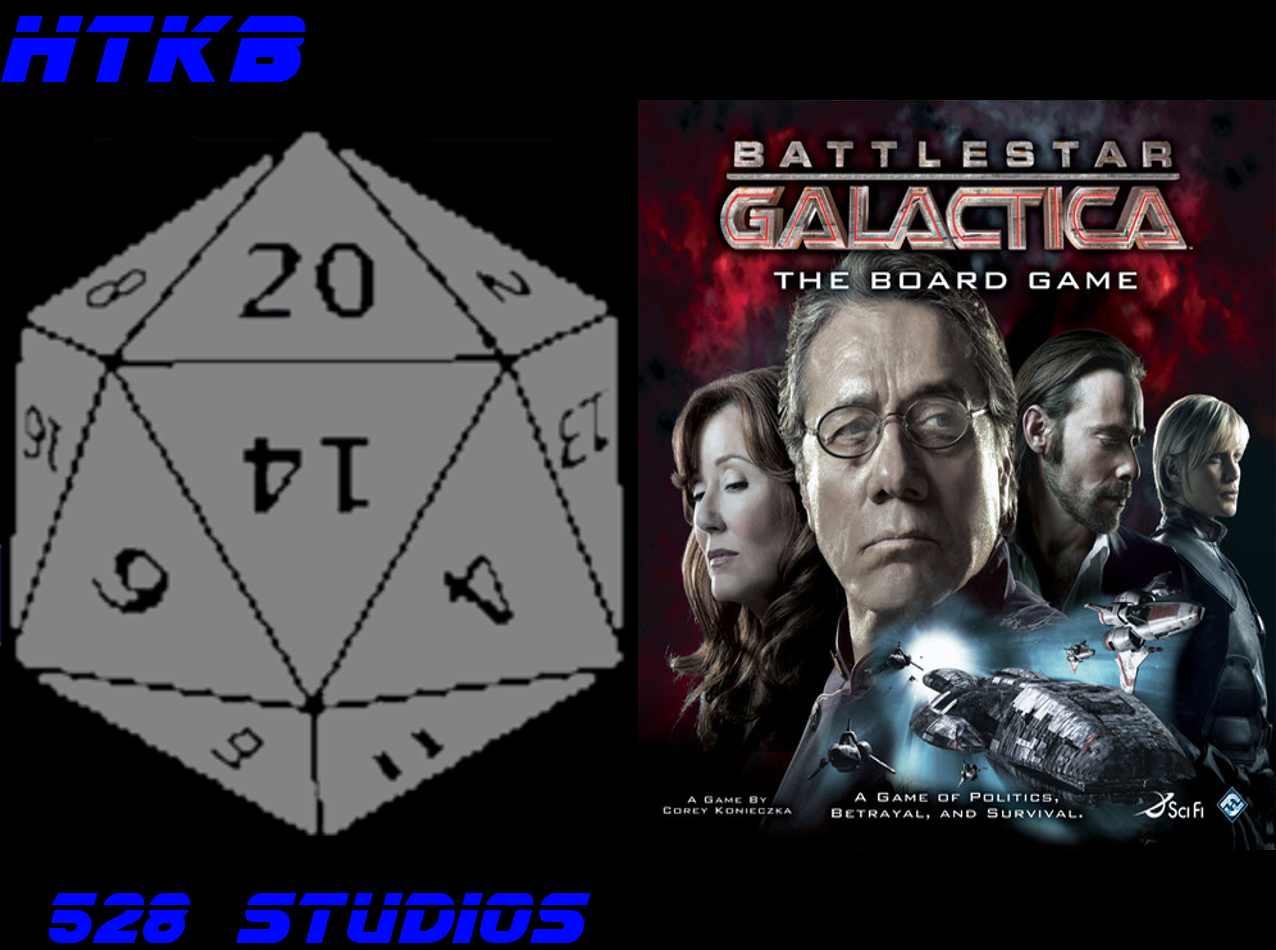 HTKB
20
8
2
16
13
14
9
4
9
11
528 STUDIOS
BATTLESTAR
GALACTICA
THE BOARD GAME
A GAME BY
COREY KONIECZKA
A GAME OF POLITICS,
BETRAYAL, AND SURVIVAL.
SciFi